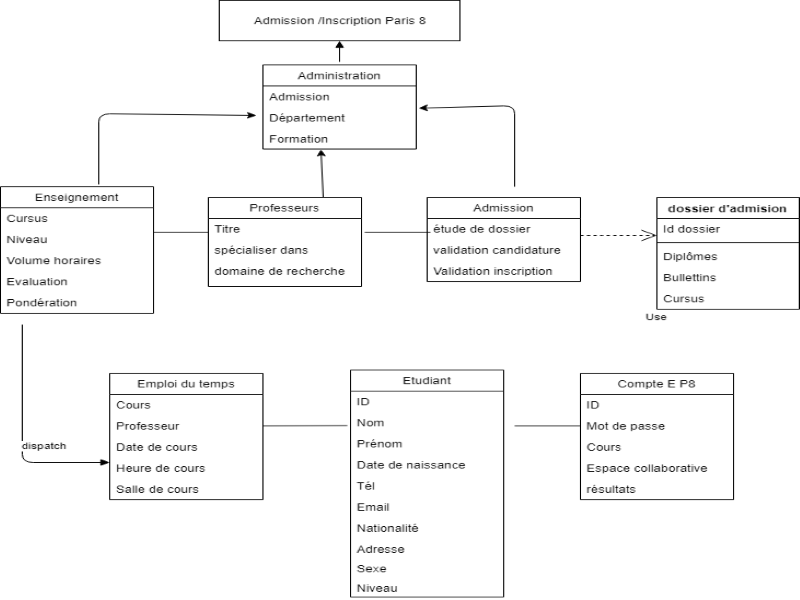 Admission /Inscription Paris 8
Administration
Admission
Département
Formation
Enseignement
Cursus
Niveau
Volume horaires
Evaluation
Pondération
Professeurs
Titre
spécialiser dans
domaine de recherche
Admission
étude de dossier
validation candidature
Validation inscription
dossier d'admision
Id dossier
Diplômes
Bullettins
Cursus
Use
dispatch
Emploi du temps
Cours
Professeur
Date de cours
Heure de cours
Salle de cours
Etudiant
ID
Nom
Prénom
Date de naissance
Tél
Email
Nationalité
Adresse
Sexe
Niveau
Compte E P8
ID
Mot de passe
Cours
Espace collaborative
résultats